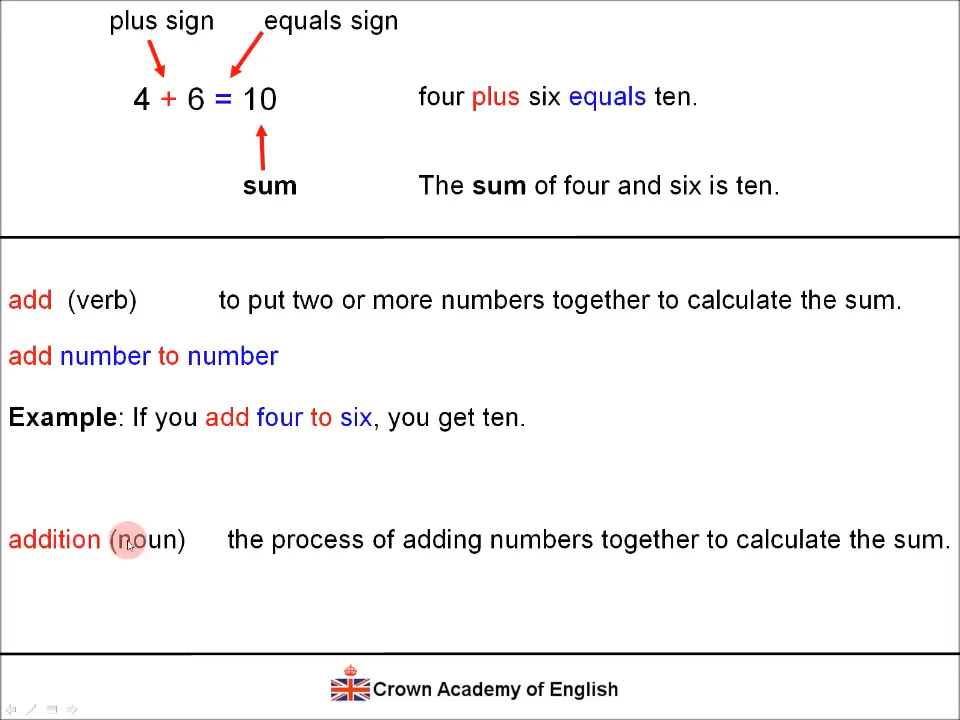 plus sign equals sign
4 + 6 = 10 four plus six equals ten.
sum The sum of four and six is ten.
add (verb) to put two or more numbers together to calculate the sum.
add number to number
Example: If you add four to six, you get ten.
addition (noun) the process of adding numbers together to calculate the sum.
Crown Academy of English